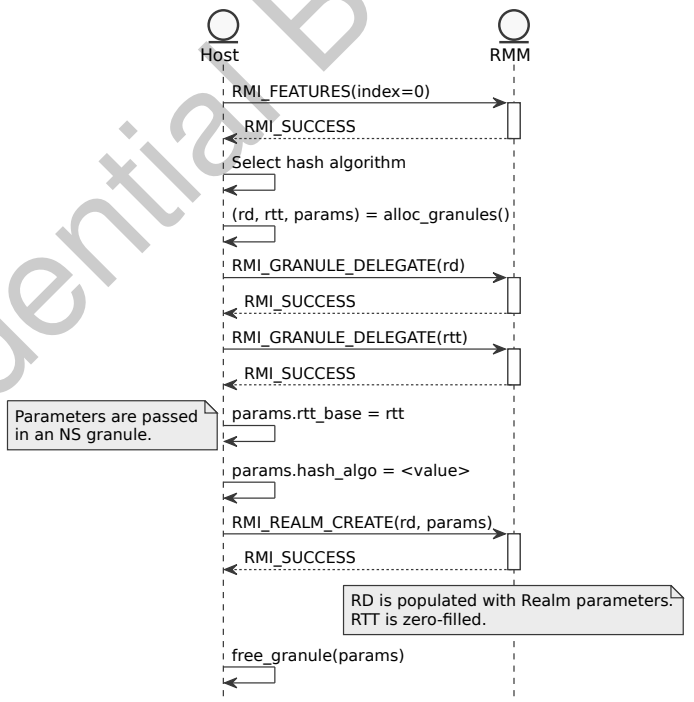 Host
RMM
RMI_FEATURES(index=0)
RMI_SUCCESS
Select hash algorithm
(rd, rtt, params) = alloc_granules()
RMI_GRANULE_DELEGATE(rd)
RMI_SUCCESS
RMI_GRANULE_DELEGATE(rtt)
RMI_SUCCESS
Parameters are passed
in an NS granule.
params.rtt_base = rtt
params.hash_algo = <value>
RMI_REALM_CREATE(rd, params)
RMI_SUCCESS
RD is populated with Realm parameters.
RTT is zero-filled.
free_granule(params)